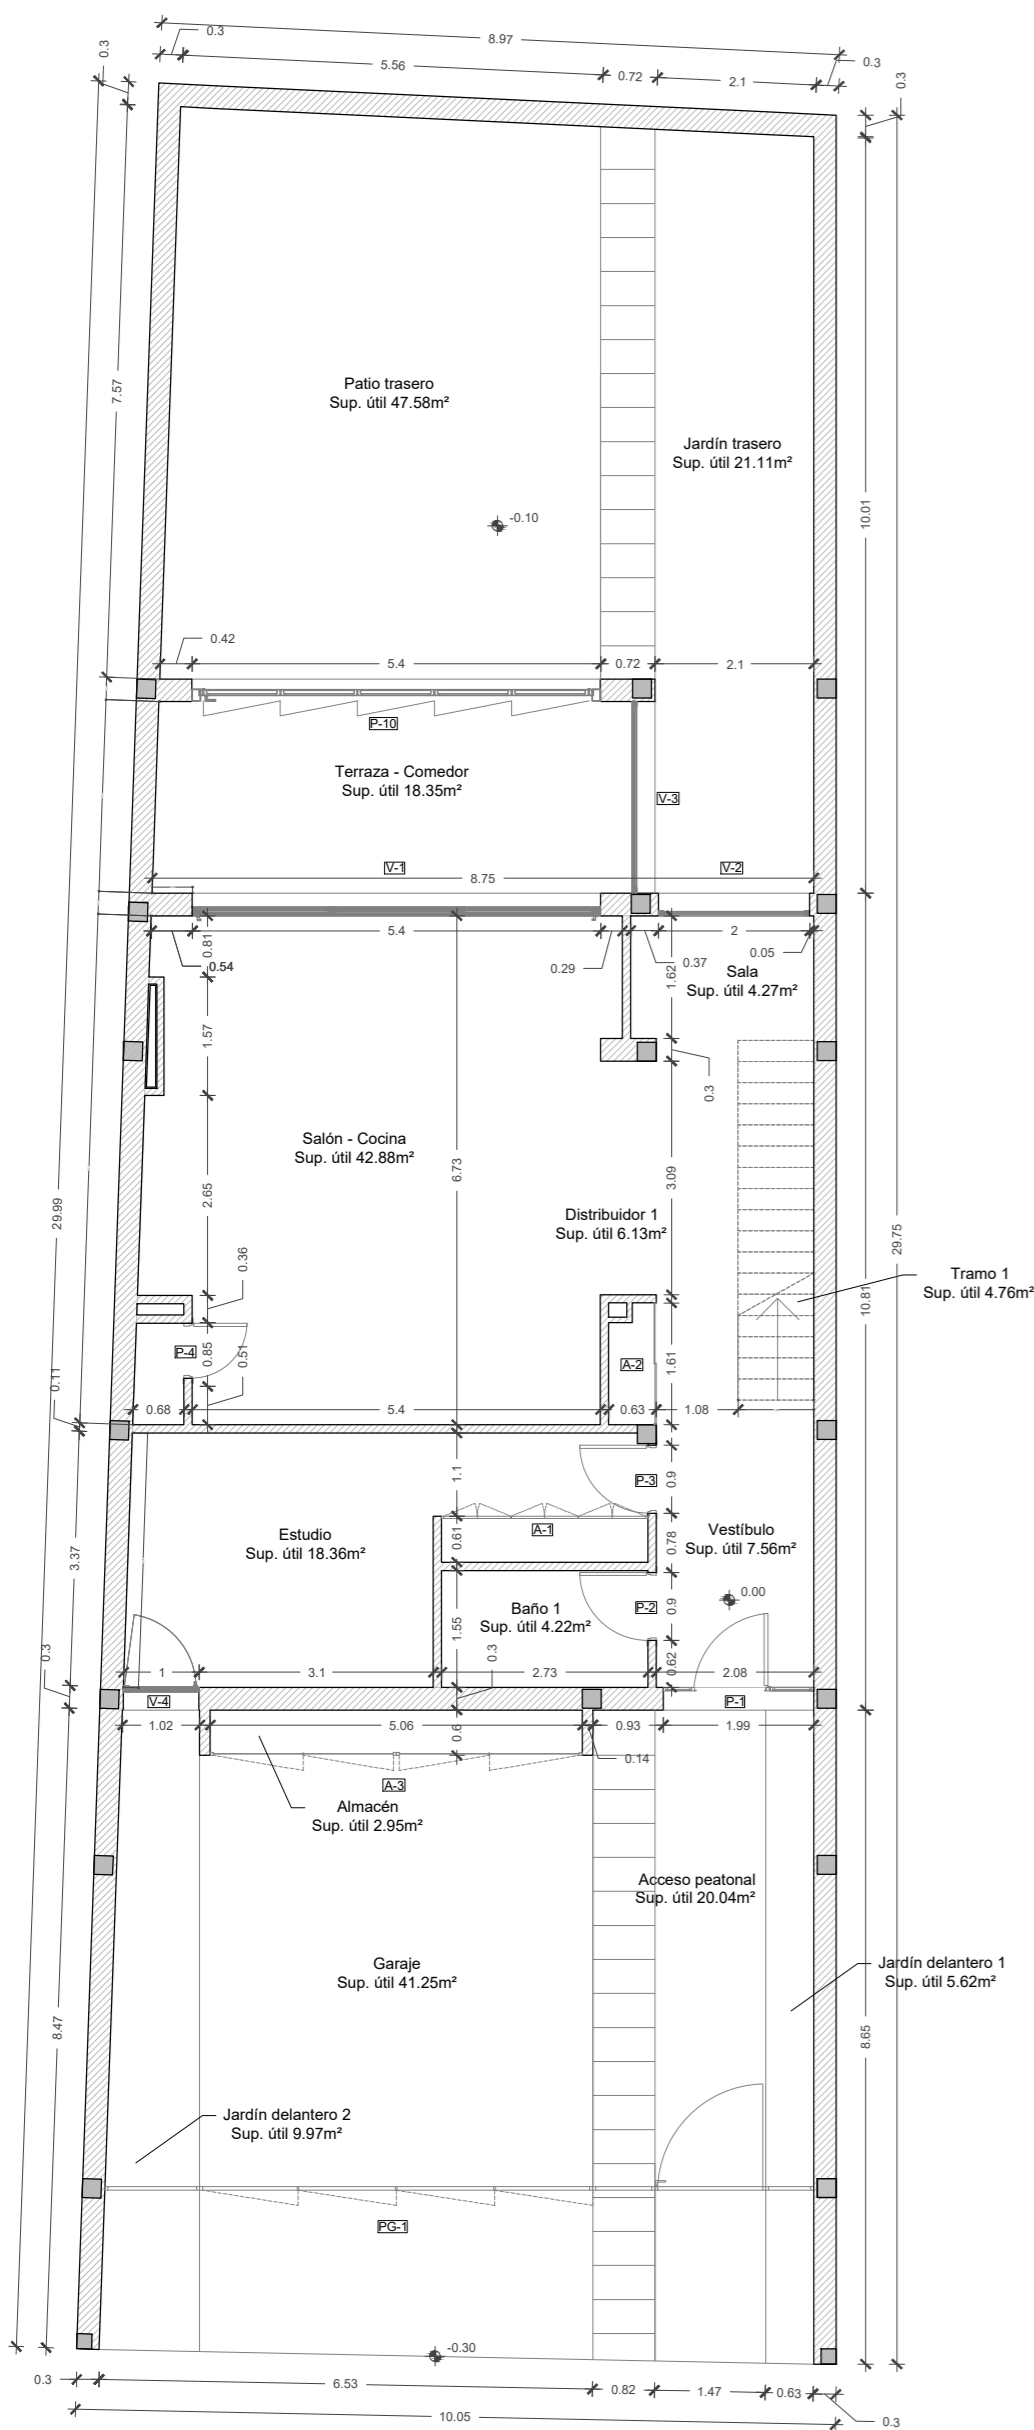 0.3
8.97
0.3
5.56
0.72
2.1
0.3
0.3
7.57
Patio trasero
Sup. útil 47.58m²
Jardín trasero
Sup. útil 21.11m²
10.01
-0.10
0.42
5.4
0.72
2.1
P-10
Terraza - Comedor
Sup. útil 18.35m²
V-3
V-1
V-2
8.75
0.54
0.81
5.4
0.29
0.37
1.62
2
0.05
Sala
Sup. útil 4.27m²
1.57
0.3
Salón - Cocina
Sup. útil 42.88m²
6.73
3.09
2.65
29.99
Distribuidor 1
Sup. útil 6.13m²
29.75
0.36
Tramo 1
Sup. útil 4.76m²
10.81
P-4
0.85
0.51
A-2
1.61
0.11
0.68
5.4
0.63
1.08
1.1
P-3
0.9
A-1
Estudio
Sup. útil 18.36m²
0.61
0.78
Vestíbulo
Sup. útil 7.56m²
3.37
0.00
Baño 1
Sup. útil 4.22m²
P-2
0.9
1.55
0.3
0.3
0.62
1
3.1
2.73
2.08
V-4
P-1
1.02
5.06
0.6
0.93
1.99
0.14
A-3
Almacén
Sup. útil 2.95m²
Acceso peatonal
Sup. útil 20.04m²
Garaje
Sup. útil 41.25m²
Jardín delantero 1
Sup. útil 5.62m²
8.47
8.65
Jardín delantero 2
Sup. útil 9.97m²
PG-1
-0.30
0.3
6.53
0.82
1.47
0.63
0.3
10.05